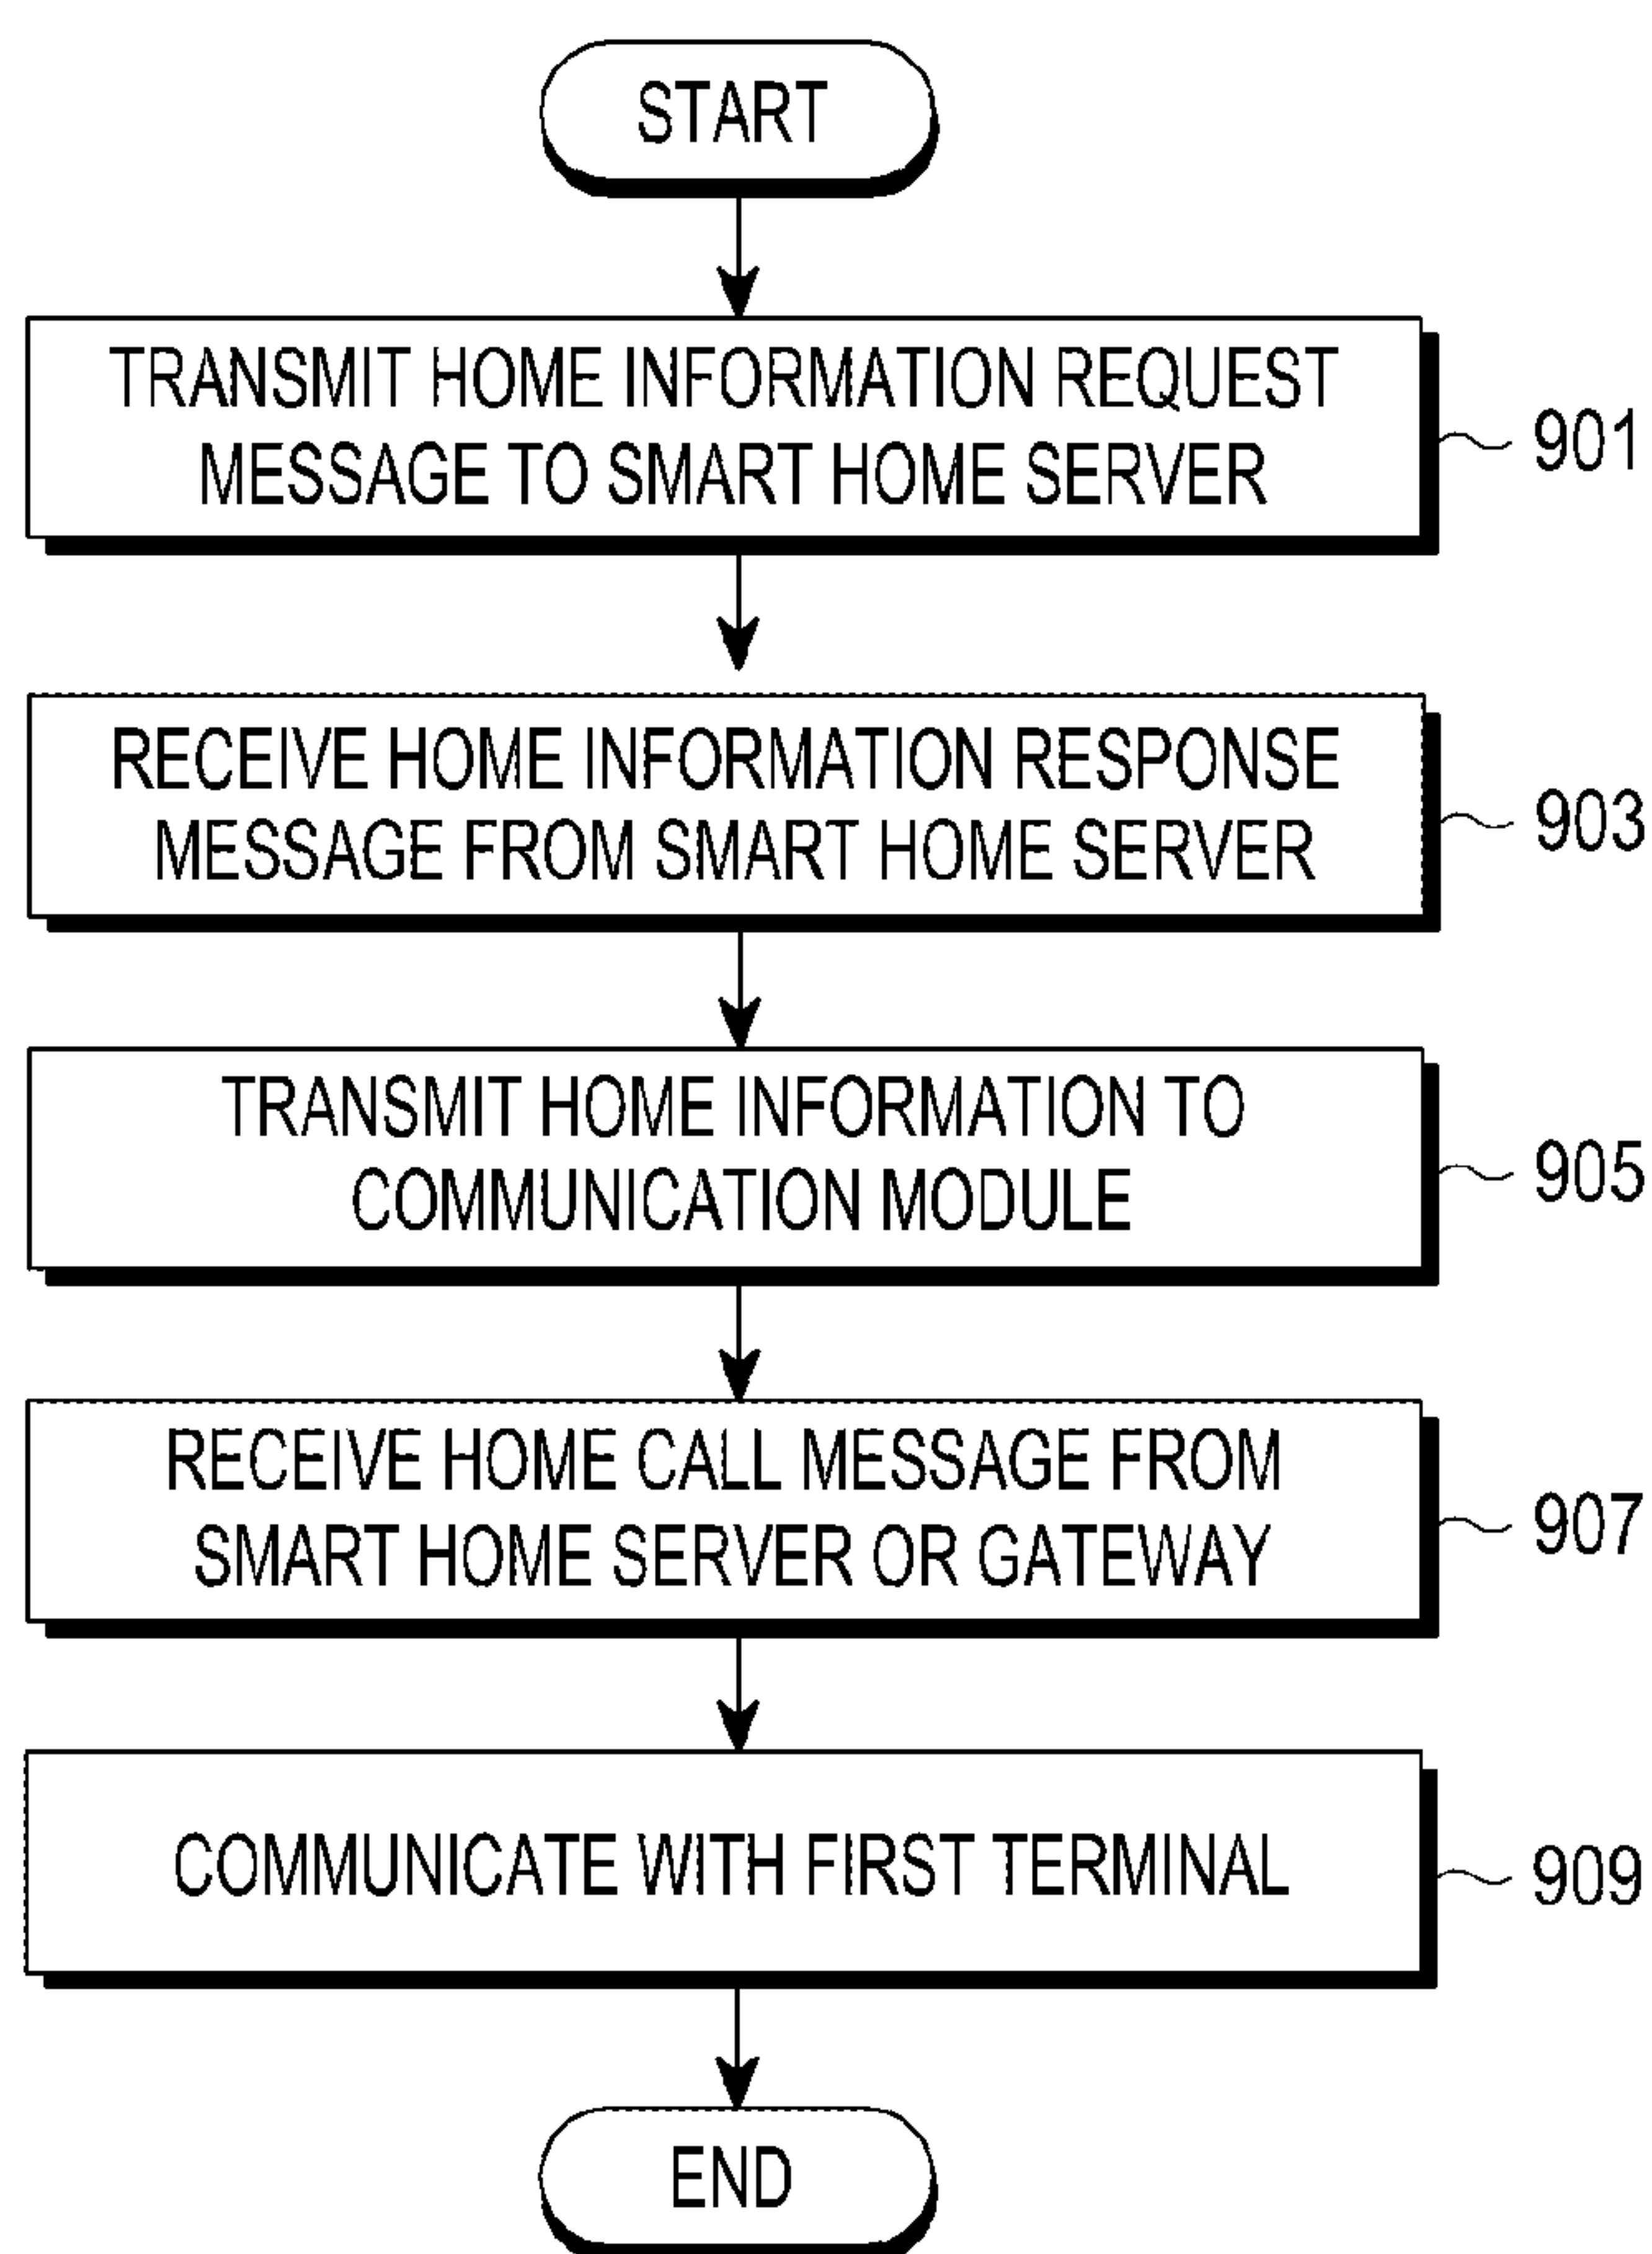 START
TRANSMIT HOME INFORMATION REQUEST
MESSAGE TO SMART HOME SERVER
901
RECEIVE HOME INFORMATION RESPONSE
MESSAGE FROM SMART HOME SERVER
903
TRANSMIT HOME INFORMATION TO
COMMUNICATION MODULE
905
RECEIVE HOME CALL MESSAGE FROM
SMART HOME SERVER OR GATEWAY
907
COMMUNICATE WITH FIRST TERMINAL
909
END